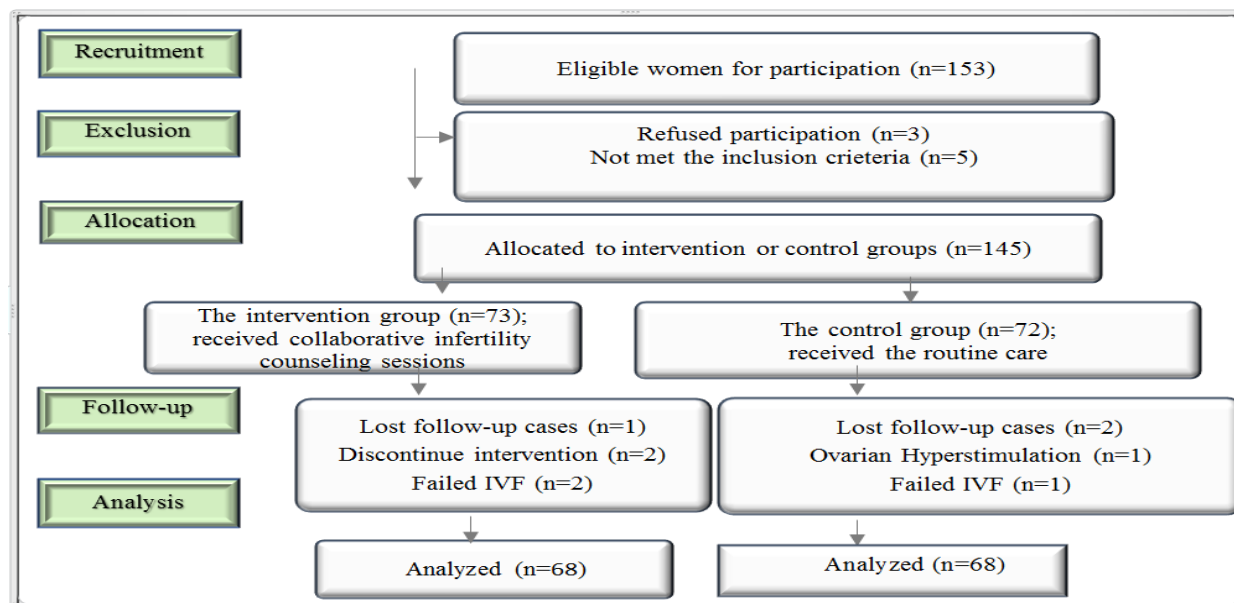 Recruitment
Eligible women for participation (n=153)
Exclusion
Refused participation (n=3)
Not met the inclusion crieteria (n=5)
Allocation
Allocated to intervention or control groups (n=145)
The intervention group (n=73);
received collaborative infertility
counseling sessions
The control group (n=72);
received the routine care
Follow-up
Lost follow-up cases (n=1)
Discontinue intervention (n=2)
Failed IVF (n=2)
Lost follow-up cases (n=2)
Ovarian Hyperstimulation (n=1)
Failed IVF (n=1)
Analysis
Analyzed (n=68)
Analyzed (n=68)